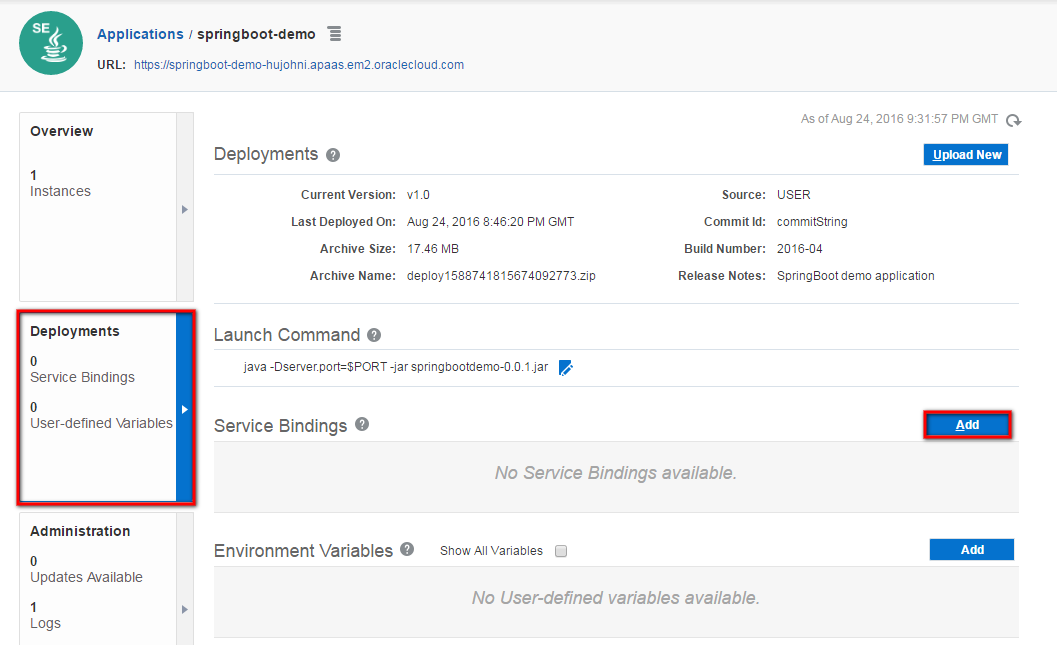 SE
Applications / springboot-demo
URL: https://springboot-demo-hujohni.apaas.em2.oraclecloud.com
As of Aug 24, 2016 9:31:57 PM GMT
Overview
1
Instances
Deployments
0
Service Bindings
0
User-defined Variables
Administration
0
Updates Available
1
Logs
Deployments ?
Upload New
Current Version: v1.0
Source: USER
Last Deployed On: Aug 24, 2016 8:46:20 PM GMT
Commit Id: commitString
Archive Size: 17.46 MB
Build Number: 2016-04
Archive Name: deploy1588741815674092773.zip
Release Notes: SpringBoot demo application
Launch Command ?
java -Dserver.port=$PORT -jar springbootdemo-0.0.1.jar
Service Bindings ?
Add
No Service Bindings available.
Environment Variables ? Show All Variables
Add
No User-defined variables available.